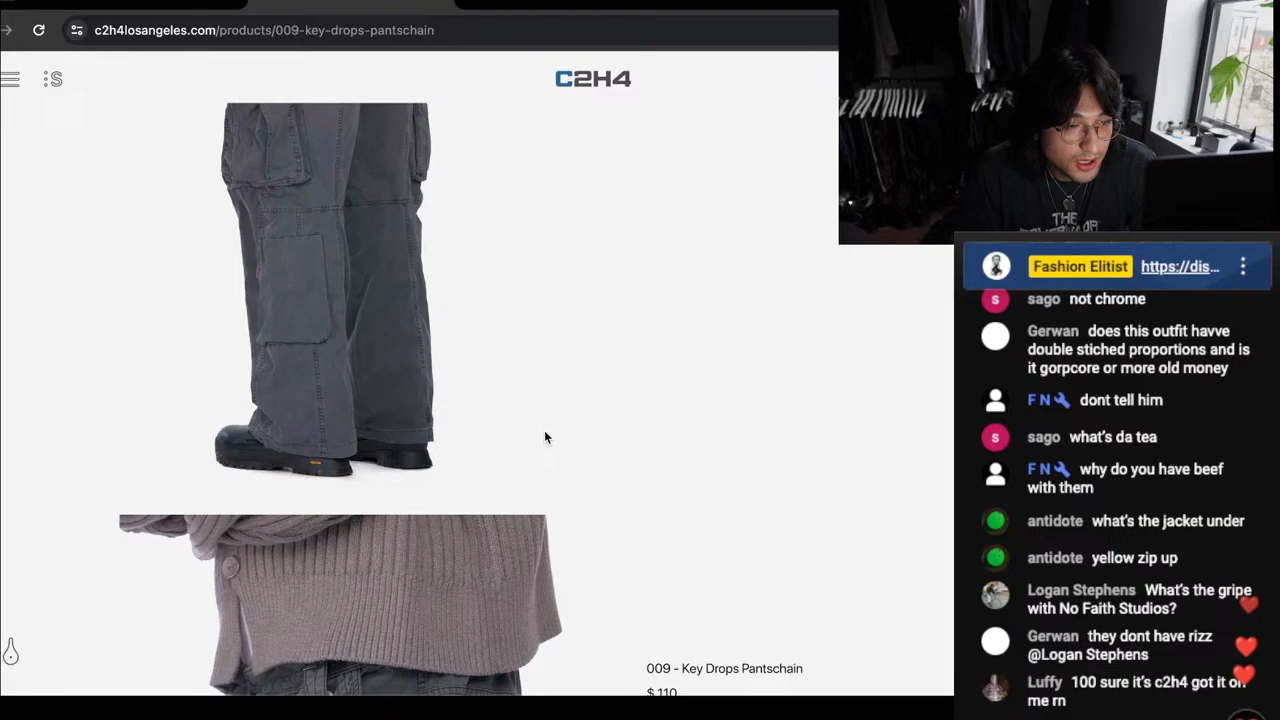 c2h4losangeles.com/products/009-key-drops-pantschain
:S
C2H4
THE
Fashion Elitist https://dis...
s sago not chrome
Gerwan does this outfit havve
double stiched proportions and is
it gorpcore or more old money
F N dont tell him
s sago what's da tea
F N why do you have beef
with them
antidote what's the jacket under
antidote yellow zip up
Logan Stephens What's the gripe
with No Faith Studios?
Gerwan they dont have rizz
@Logan Stephens
Luffy 100 sure it's c2h4 got it on
me rn
009 - Key Drops Pantschain
$ 110